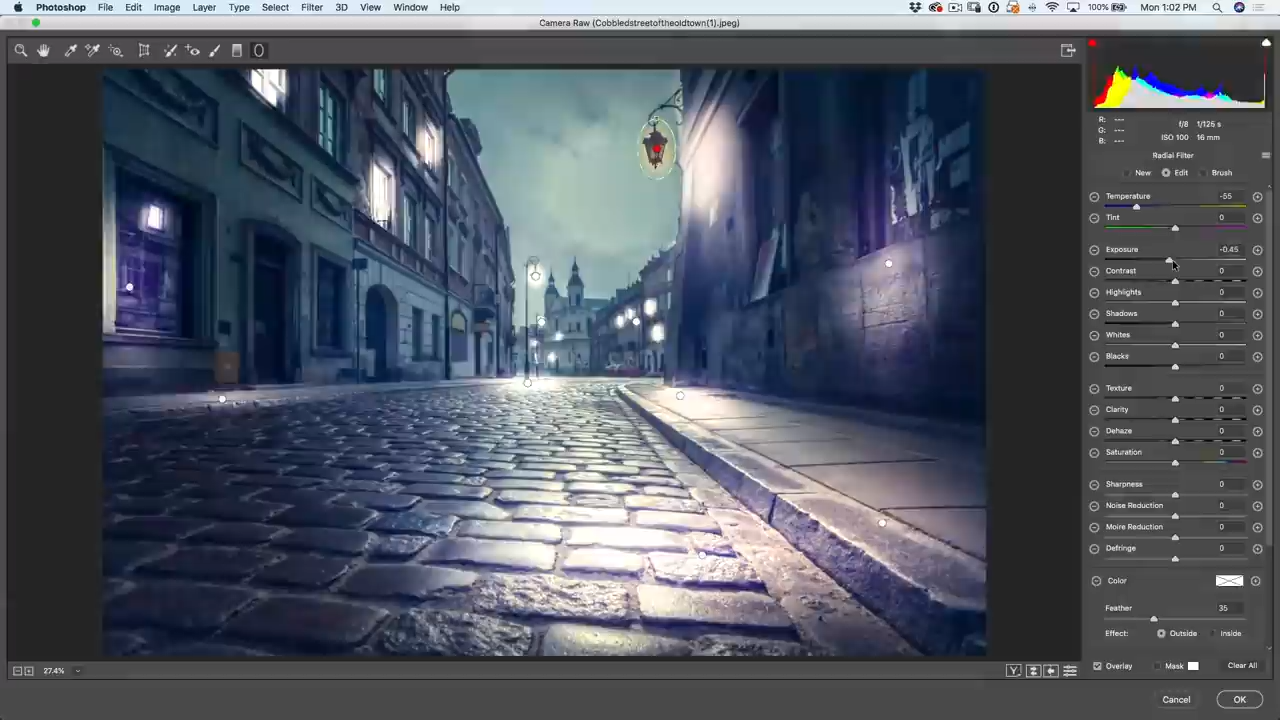 Photoshop File Edit Image Layer Type Select Filter 3D View Window Help 100% Mon 1:02 PM
Camera Raw (Cobbledstreetoftheoldtown(1).jpeg)
R: --- f/8 1/125 s
G: ---
B: --- ISO 100 16 mm
Radial Filter
New Edit Brush
Temperature -55
Tint 0
Exposure -0.45
Contrast 0
Highlights 0
Shadows 0
Whites 0
Blacks 0
Texture 0
Clarity 0
Dehaze 0
Saturation 0
Sharpness 0
Noise Reduction 0
Moire Reduction 0
Defringe 0
Color
Feather 35
Effect: Outside Inside
27.4% Y Overlay Mask Clear All
Cancel OK